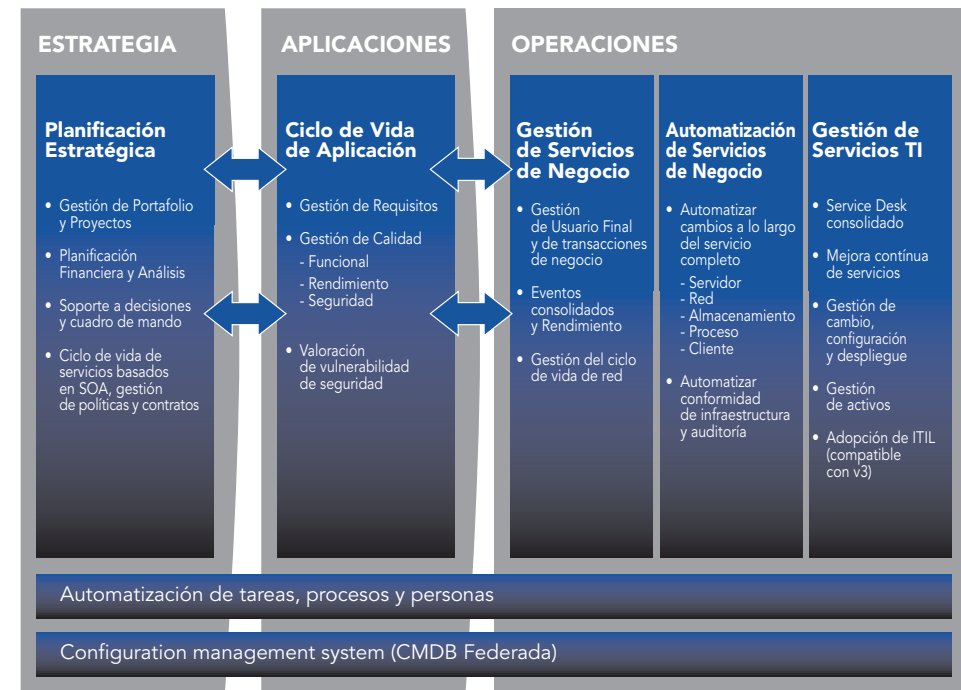 ESTRATEGIA
Planificación
Estratégica
• Gestión de Portafolio
y Proyectos
• Planificación
Financiera y Análisis
• Soporte a decisiones
y cuadro de mando
• Ciclo de vida de
servicios basados
en SOA, gestión
de políticas y contratos
APLICACIONES
Ciclo de Vida
de Aplicación
• Gestión de Requisitos
• Gestión de Calidad
- Funcional
- Rendimiento
- Seguridad
• Valoración
de vulnerabilidad
de seguridad
OPERACIONES
Gestión
de Servicios
de Negocio
• Gestión
de Usuario Final
y de transacciones
de negocio
• Eventos
consolidados
y Rendimiento
• Gestión del ciclo
de vida de red
Automatización
de Servicios
de Negocio
• Automatizar
cambios a lo largo
del servicio
completo
- Servidor
- Red
- Almacenamiento
- Proceso
- Cliente
• Automatizar
conformidad
de infraestructura
y auditoría
Gestión de
Servicios TI
• Service Desk
consolidado
• Mejora contínua
de servicios
• Gestión de
cambio,
configuración
y despliegue
• Gestión
de activos
• Adopción de ITIL
(compatible
con v3)
Automatización de tareas, procesos y personas
Configuration management system (CMDB Federada)